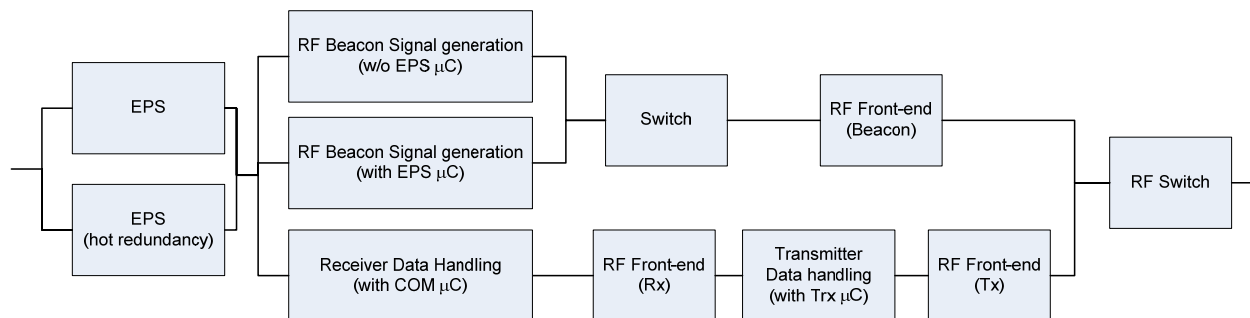 RF Beacon Signal generation
(w/o EPS μC)
EPS
Switch
RF Front-end
(Beacon)
RF Beacon Signal generation
(with EPS μC)
RF Switch
EPS
(hot redundancy)
Receiver Data Handling
(with COM μC)
RF Front-end
(Rx)
Transmitter
Data handling
(with Trx μC)
RF Front-end
(Tx)